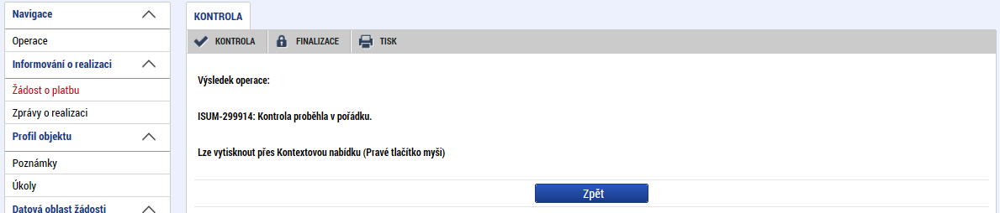 Navigace
Operace
Informování o realizaci
Žádost o platbu
Zprávy o realizaci
Profil objektu
Poznámky
Úkoly
Datová oblast žádosti
KONTROLA
KONTROLA FINALIZACE TISK
Výsledek operace:
ISUM-299914: Kontrola proběhla v pořádku.
Lze vytisknout přes Kontextovou nabídku (Pravé tlačítko myši)
Zpět